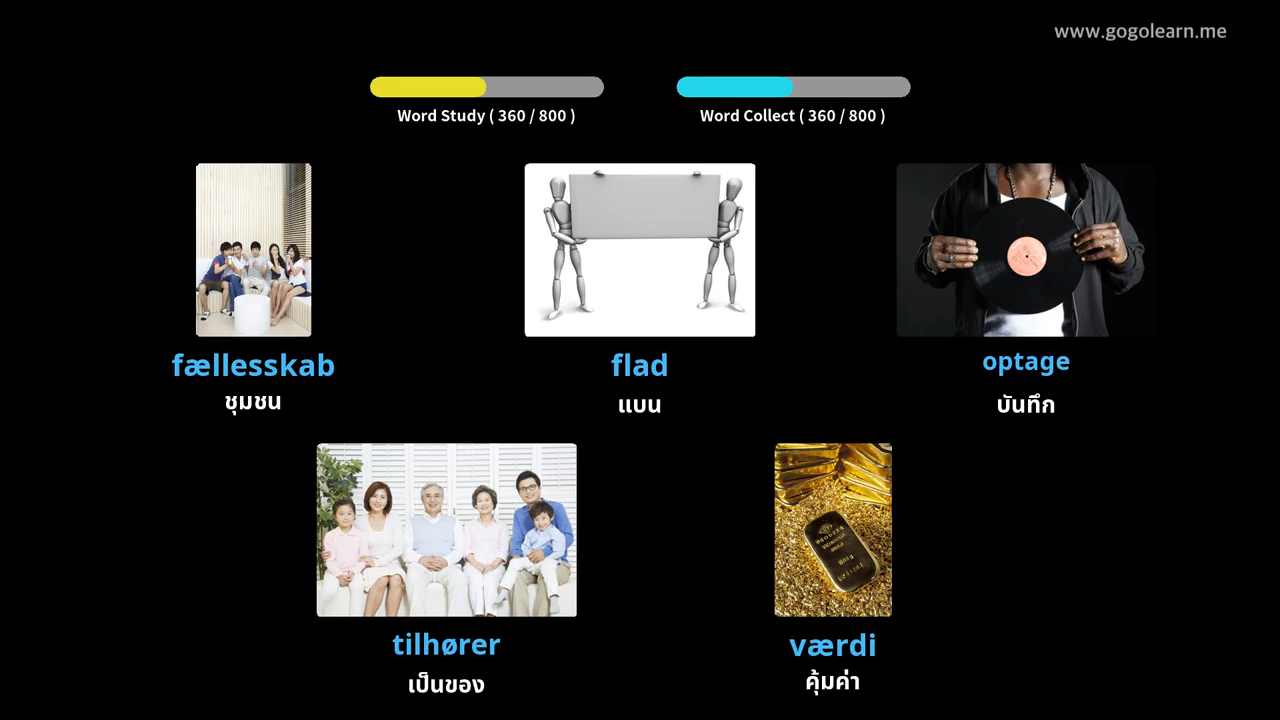 www.gogolearn.me
Word Study ( 360 / 800 )
Word Collect ( 360 / 800 )
fællesskab
ชุมชน
flad
แบน
optage
บันทึก
tilhører
เป็นของ
værdi
คุ้มค่า